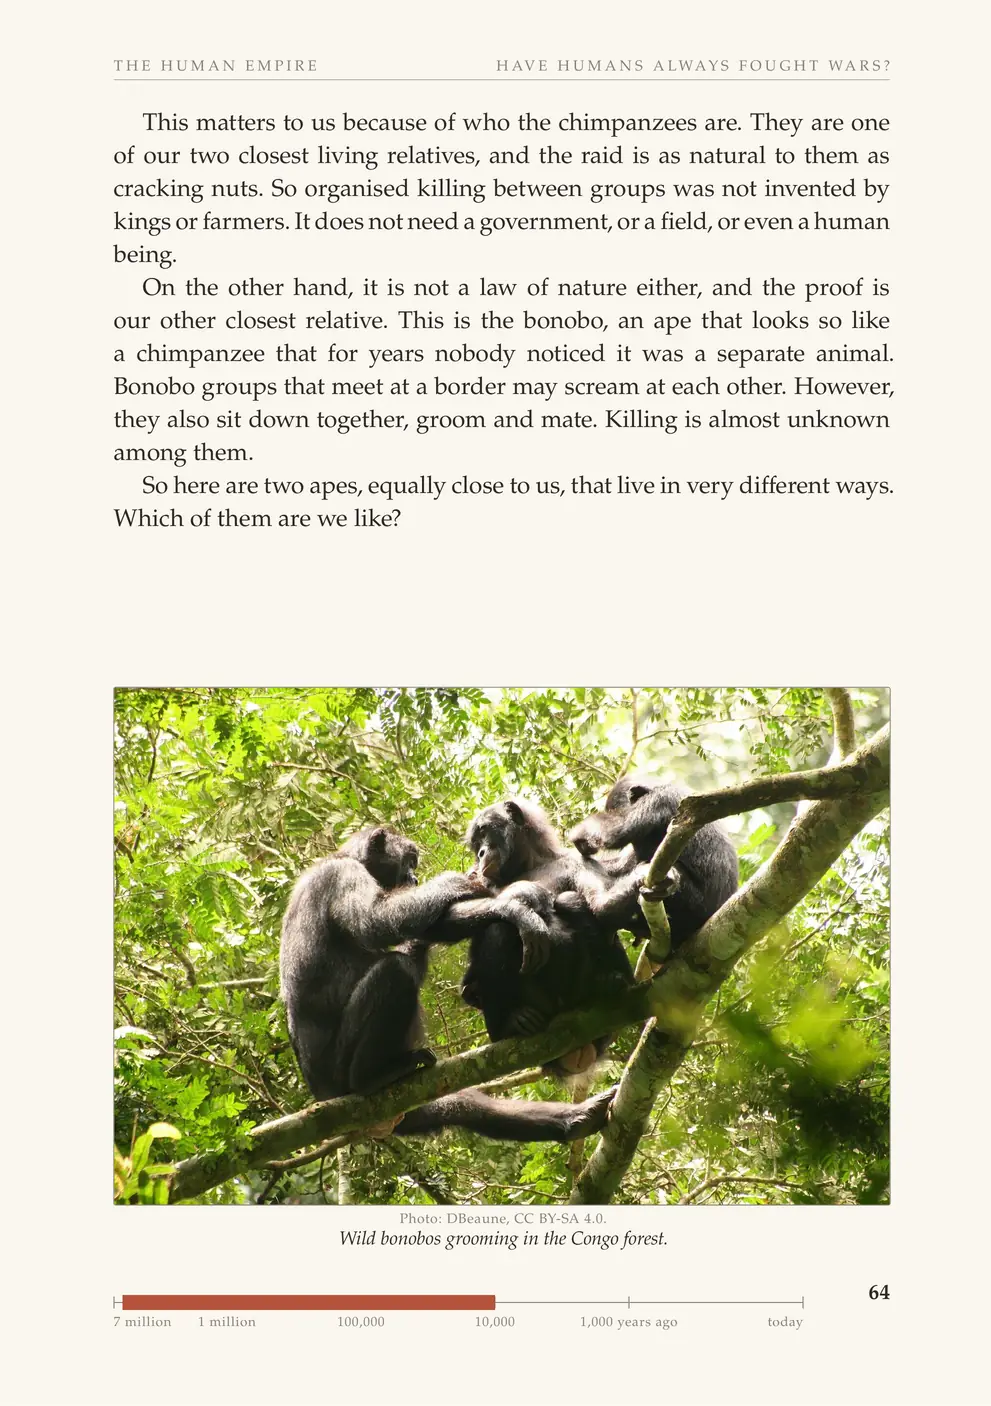 THE HUMAN EMPIRE
HAVE HUMANS ALWAYS FOUGHT WARS?
This matters to us because of who the chimpanzees are. They are one
of our two closest living relatives, and the raid is as natural to them as
cracking nuts. So organised killing between groups was not invented by
kings or farmers. It does not need a government, or a field, or even a human
being.
On the other hand, it is not a law of nature either, and the proof is
our other closest relative. This is the bonobo, an ape that looks so like
a chimpanzee that for years nobody noticed it was a separate animal.
Bonobo groups that meet at a border may scream at each other. However,
they also sit down together, groom and mate. Killing is almost unknown
among them.
So here are two apes, equally close to us, that live in very different ways.
Which of them are we like?
Photo: DBeaune, CC BY-SA 4.0.
Wild bonobos grooming in the Congo forest.
64
7 million 1 million 100,000 10,000 1,000 years ago today